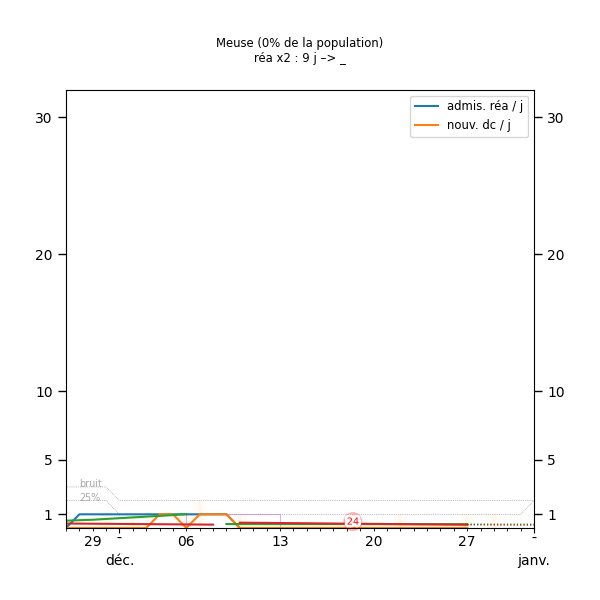 Meuse (0% de la population)
réa x2 : 9 j –> _
admis. réa / j
nouv. dc / j
30
30
20
20
10
10
5
5
bruit
25%
1
1
24
29 - 06 13 20 27 -
déc. janv.